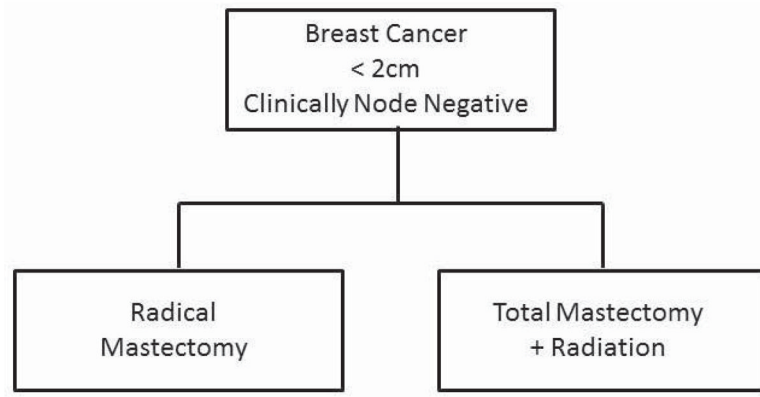 Breast Cancer
< 2cm
Clinically Node Negative
Radical
Mastectomy
Total Mastectomy
+ Radiation